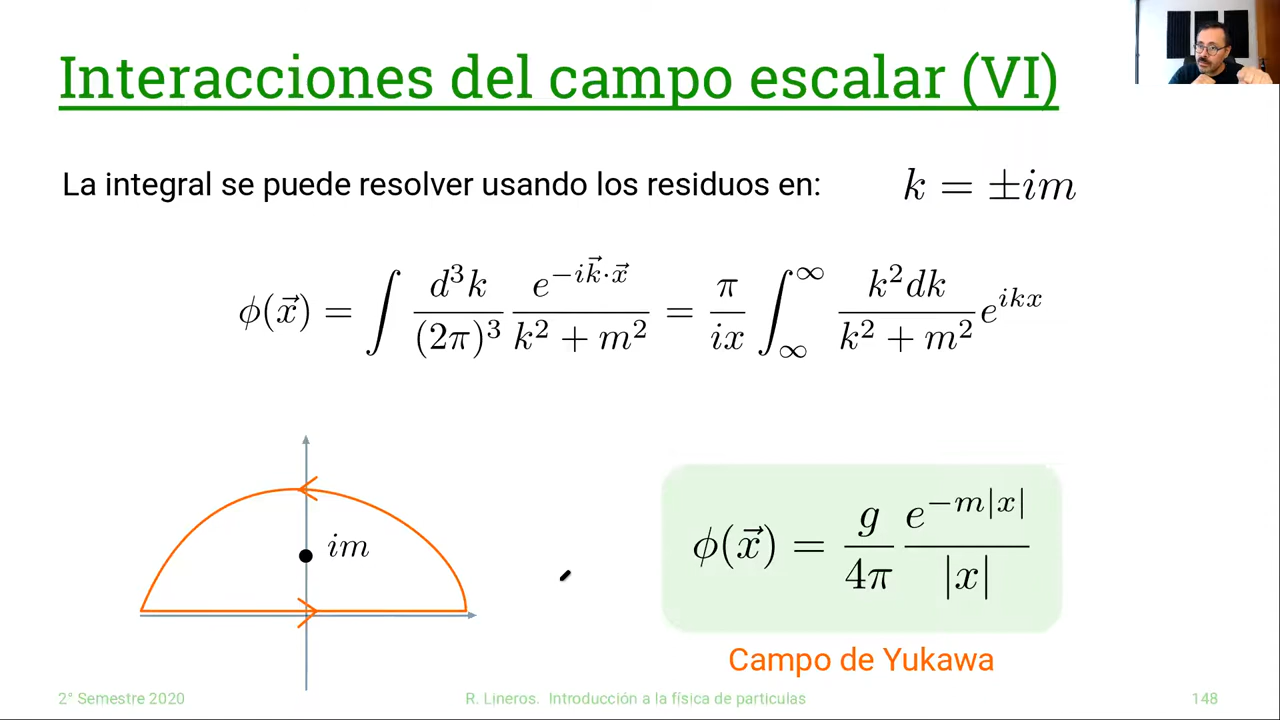 Interacciones del campo escalar (VI)
La integral se puede resolver usando los residuos en: k = ±im
ϕ(x⃗) = ∫ d³k/(2π)³ e^{-ik⃗·x⃗}/(k² + m²) = π/(ix) ∫_∞^∞ k²dk/(k² + m²) e^{ikx}
im
ϕ(x⃗) = g/(4π) e^{-m|x|}/|x|
Campo de Yukawa
2° Semestre 2020
R. Lineros. Introducción a la física de particulas
148